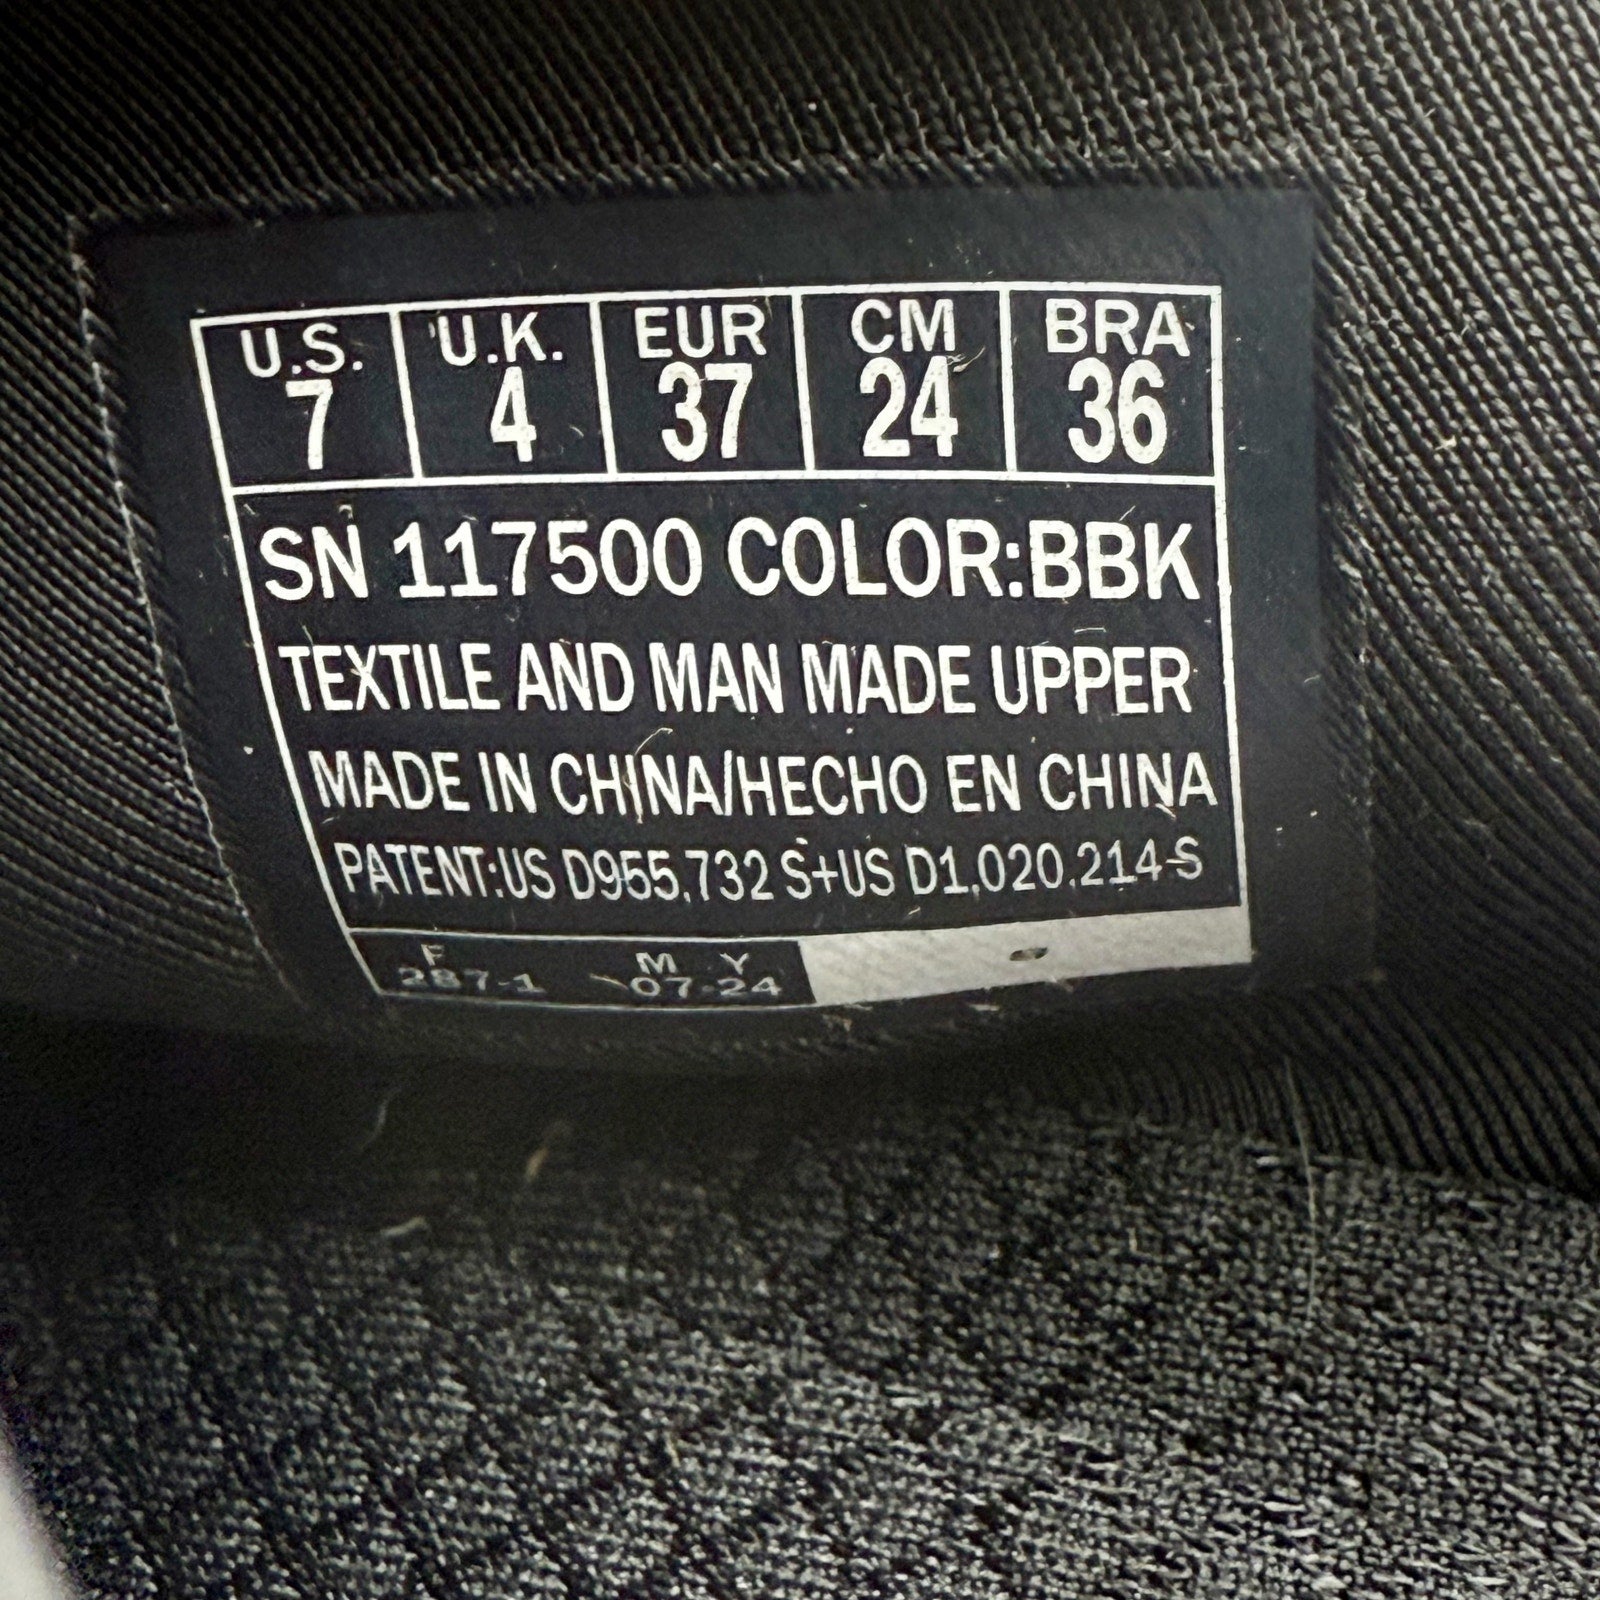 U.S. U.K. EUR CM BRA
7 4 37 24 36
SN 117500 COLOR:BBK
TEXTILE AND MAN MADE UPPER
MADE IN CHINA/HECHO EN CHINA
PATENT:US D955,732 S+US D1,020,214 S
F M Y
287-1 07-24